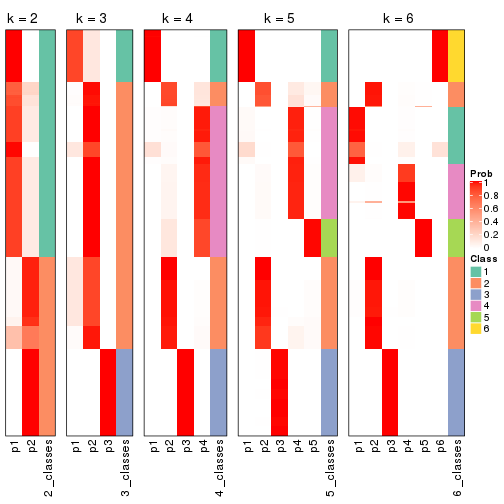 k = 2
k = 3
k = 4
k = 5
k = 6
Prob
1
0.8
0.6
0.4
0.2
0
Class
1
2
3
4
5
6
p1
p2
2_classes
p1
p2
p3
3_classes
p1
p2
p3
p4
4_classes
p1
p2
p3
p4
p5
5_classes
p1
p2
p3
p4
p5
p6
6_classes